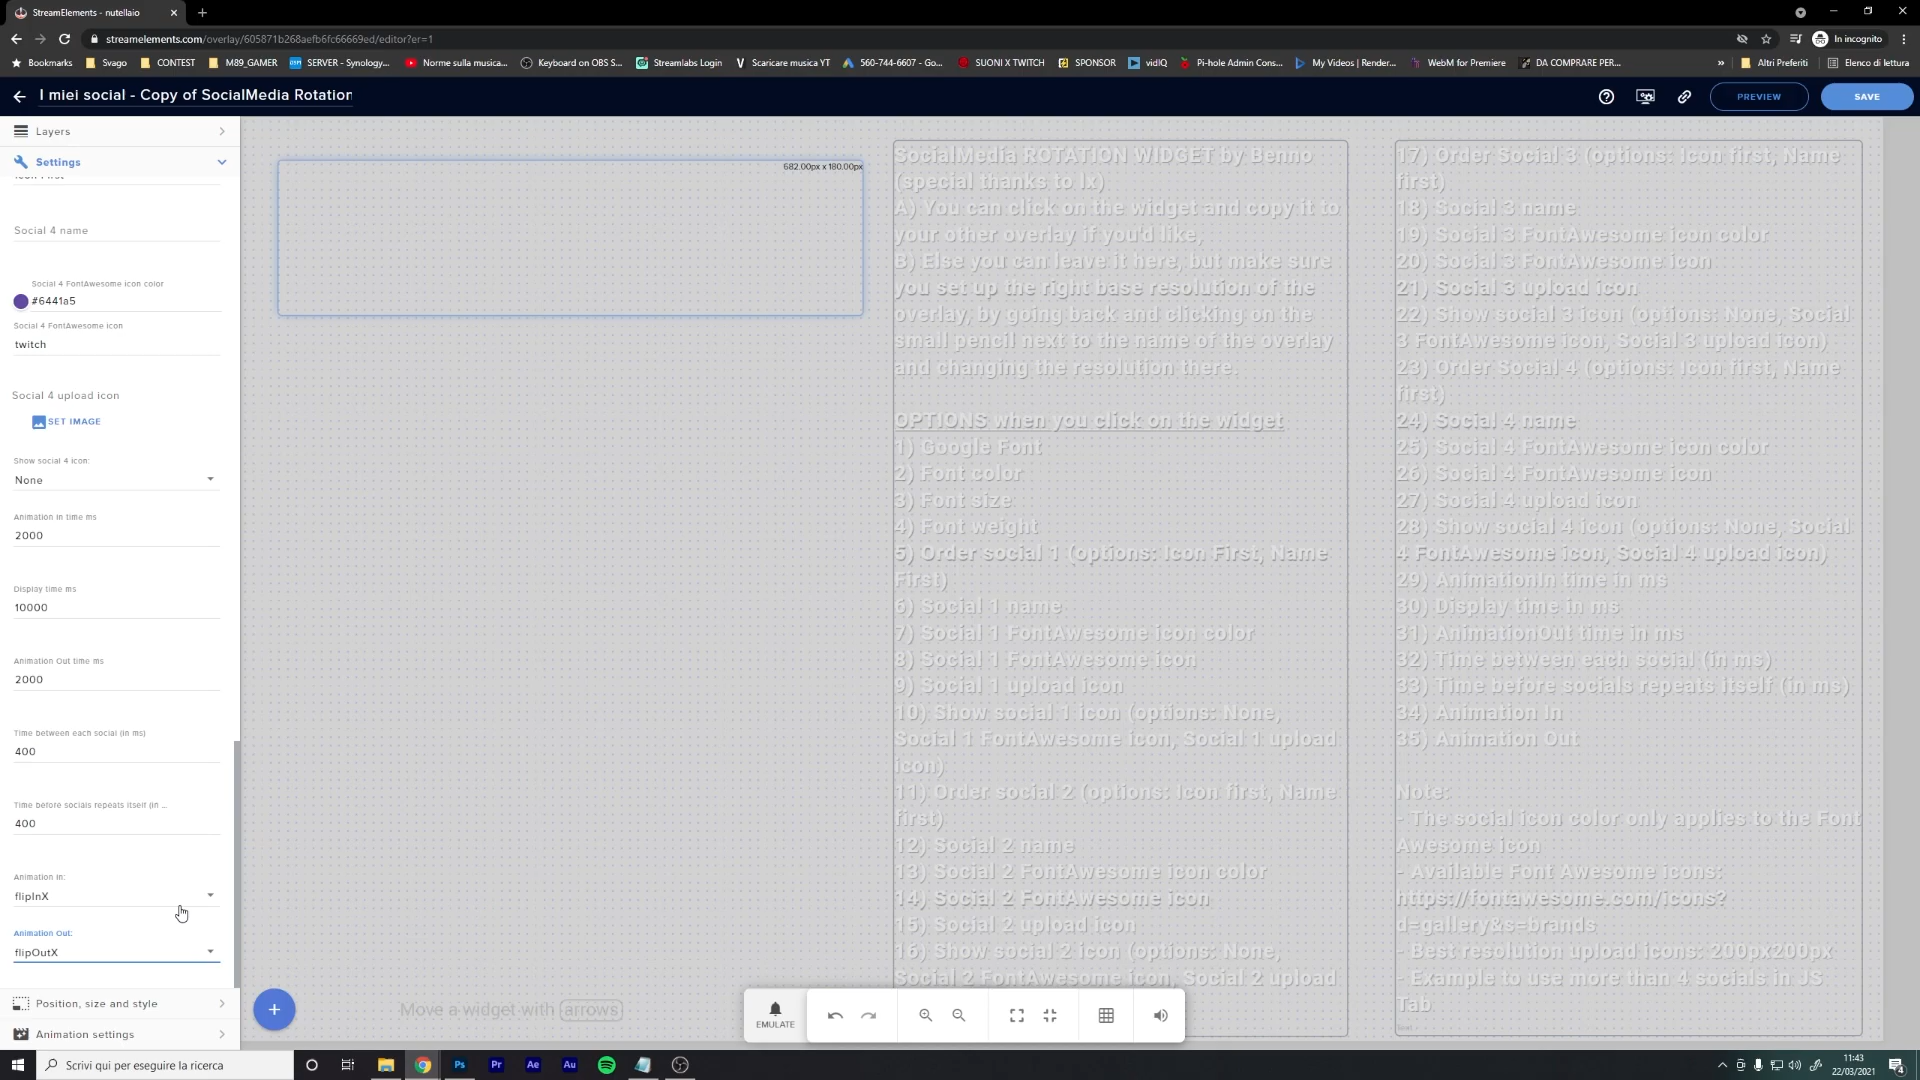 StreamElements - nutellaio
streamelements.com/overlay/605871b268aefb6fc66669ed/editor?er=1
In incognito
Bookmarks
Svago
CONTEST
M89_GAMER
SERVER - Synology...
Norme sulla musica...
Keyboard on OBS S...
Streamlabs Login
Scaricare musica YT
560-744-6607 - Go...
SUONI X TWITCH
SPONSOR
vidIQ
Pi-hole Admin Cons...
My Videos | Render...
WebM for Premiere
DA COMPRARE PER...
»
Altri Preferiti
Elenco di lettura
I miei social - Copy of SocialMedia Rotation
PREVIEW
SAVE
Layers
Settings
Social 4 name
Social 4 FontAwesome icon color
#6441a5
Social 4 FontAwesome icon
twitch
Social 4 upload icon
SET IMAGE
Show social 4 icon:
None
Animation In time ms
2000
Display time ms
10000
Animation Out time ms
2000
Time between each social (in ms)
400
Time before socials repeats itself (in ...
400
Animation In:
flipInX
Animation Out:
flipOutX
Position, size and style
Animation settings
682.00px x 180.00px
SocialMedia ROTATION WIDGET by Benno
(special thanks to lx)
A) You can click on the widget and copy it to
your other overlay if you'd like,
B) Else you can leave it here, but make sure
you set up the right base resolution of the
overlay, by going back and clicking on the
small pencil next to the name of the overlay
and changing the resolution there.
OPTIONS when you click on the widget
1) Google Font
2) Font color
3) Font size
4) Font weight
5) Order social 1 (options: Icon First, Name
First)
6) Social 1 name
7) Social 1 FontAwesome icon color
8) Social 1 FontAwesome icon
9) Social 1 upload icon
10) Show social 1 icon (options: None,
Social 1 FontAwesome icon, Social 1 upload
icon)
11) Order social 2 (options: Icon first, Name
first)
12) Social 2 name
13) Social 2 FontAwesome icon color
14) Social 2 FontAwesome icon
15) Social 2 upload icon
16) Show social 2 icon (options: None,
Social 2 FontAwesome icon, Social 2 upload
17) Order Social 3 (options: Icon first, Name
first)
18) Social 3 name
19) Social 3 FontAwesome icon color
20) Social 3 FontAwesome icon
21) Social 3 upload icon
22) Show social 3 icon (options: None, Social
3 FontAwesome icon, Social 3 upload icon)
23) Order Social 4 (options: Icon first, Name
first)
24) Social 4 name
25) Social 4 FontAwesome icon color
26) Social 4 FontAwesome icon
27) Social 4 upload icon
28) Show social 4 icon (options: None, Social
4 FontAwesome icon, Social 4 upload icon)
29) AnimationIn time in ms
30) Display time in ms
31) AnimationOut time in ms
32) Time between each social (in ms)
33) Time before socials repeats itself (in ms)
34) Animation In
35) Animation Out
Note:
- The social icon color only applies to the Font
Awesome icon
- Available Font Awesome icons:
https://fontawesome.com/icons?
d=gallery&s=brands
- Best resolution upload icons: 200px200px
- Example to use more than 4 socials in JS
Tab
Move a widget with arrows
EMULATE
Scrivi qui per eseguire la ricerca
Ps
Pr
Ae
Au
11:43
22/03/2021
4